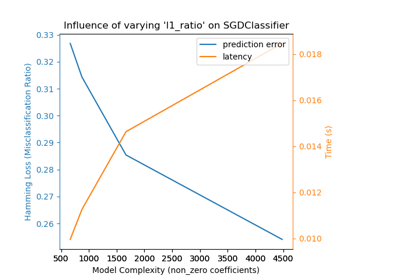 Influence of varying 'l1_ratio' on SGDClassifier
prediction error
latency
0.33
0.32
0.31
0.30
0.29
0.28
0.27
0.26
Hamming Loss (Misclassification Ratio)
0.018
0.016
0.014
0.012
0.010
Time (s)
500 1000 1500 2000 2500 3000 3500 4000 4500
Model Complexity (non_zero coefficients)